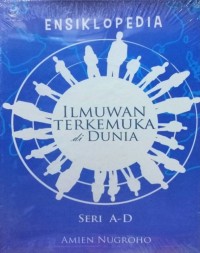 ENSIKLOPEDIA
ILMUWAN
TERKEMUKA
di DUNIA
SERI A-D
AMIEN NUGROHO